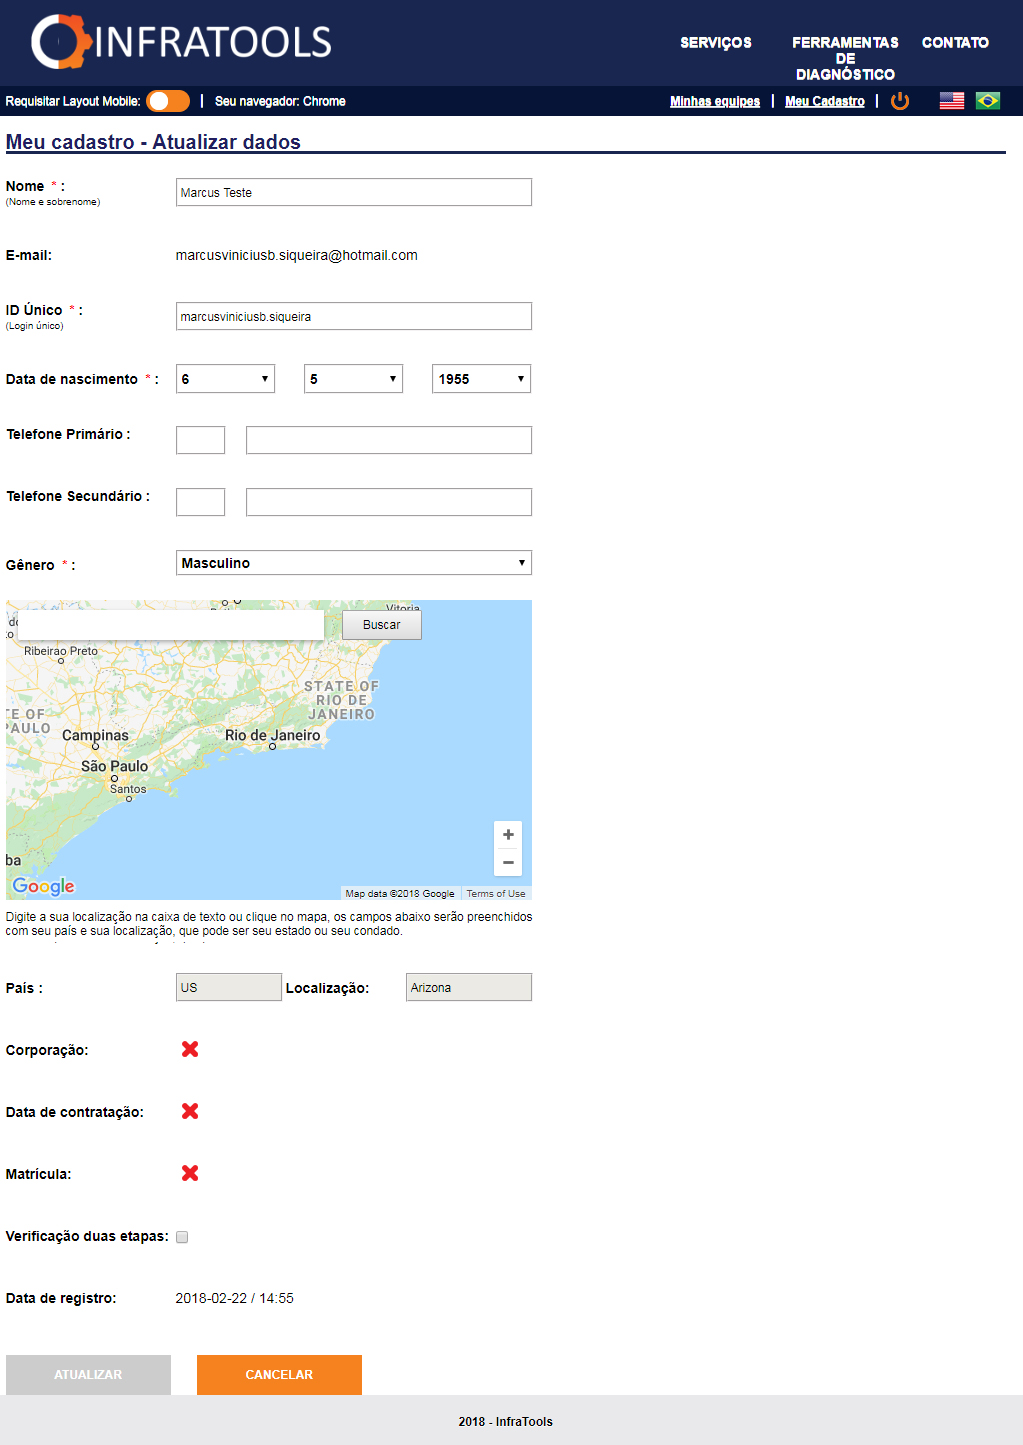 INFRATOOLS
SERVIÇOS
FERRAMENTAS
DE
DIAGNÓSTICO
CONTATO
Requisitar Layout Mobile: | Seu navegador: Chrome
Minhas equipes | Meu Cadastro |
Meu cadastro - Atualizar dados
Nome * :
(Nome e sobrenome)
Marcus Teste
E-mail:
marcusviniciusb.siqueira@hotmail.com
ID Único * :
(Login único)
marcusviniciusb.siqueira
Data de nascimento * :
6
5
1955
Telefone Primário :
Telefone Secundário :
Gênero * :
Masculino
Vitoria
Buscar
Ribeirao Preto
STATE OF
RIO DE
JANEIRO
TE OF
PAULO
Campinas
Rio de Janeiro
São Paulo
Santos
ba
+
−
Google
Map data ©2018 Google
Terms of Use
Digite a sua localização na caixa de texto ou clique no mapa, os campos abaixo serão preenchidos
com seu país e sua localização, que pode ser seu estado ou seu condado.
País :
US
Localização:
Arizona
Corporação:
Data de contratação:
Matrícula:
Verificação duas etapas:
Data de registro:
2018-02-22 / 14:55
ATUALIZAR
CANCELAR
2018 - InfraTools